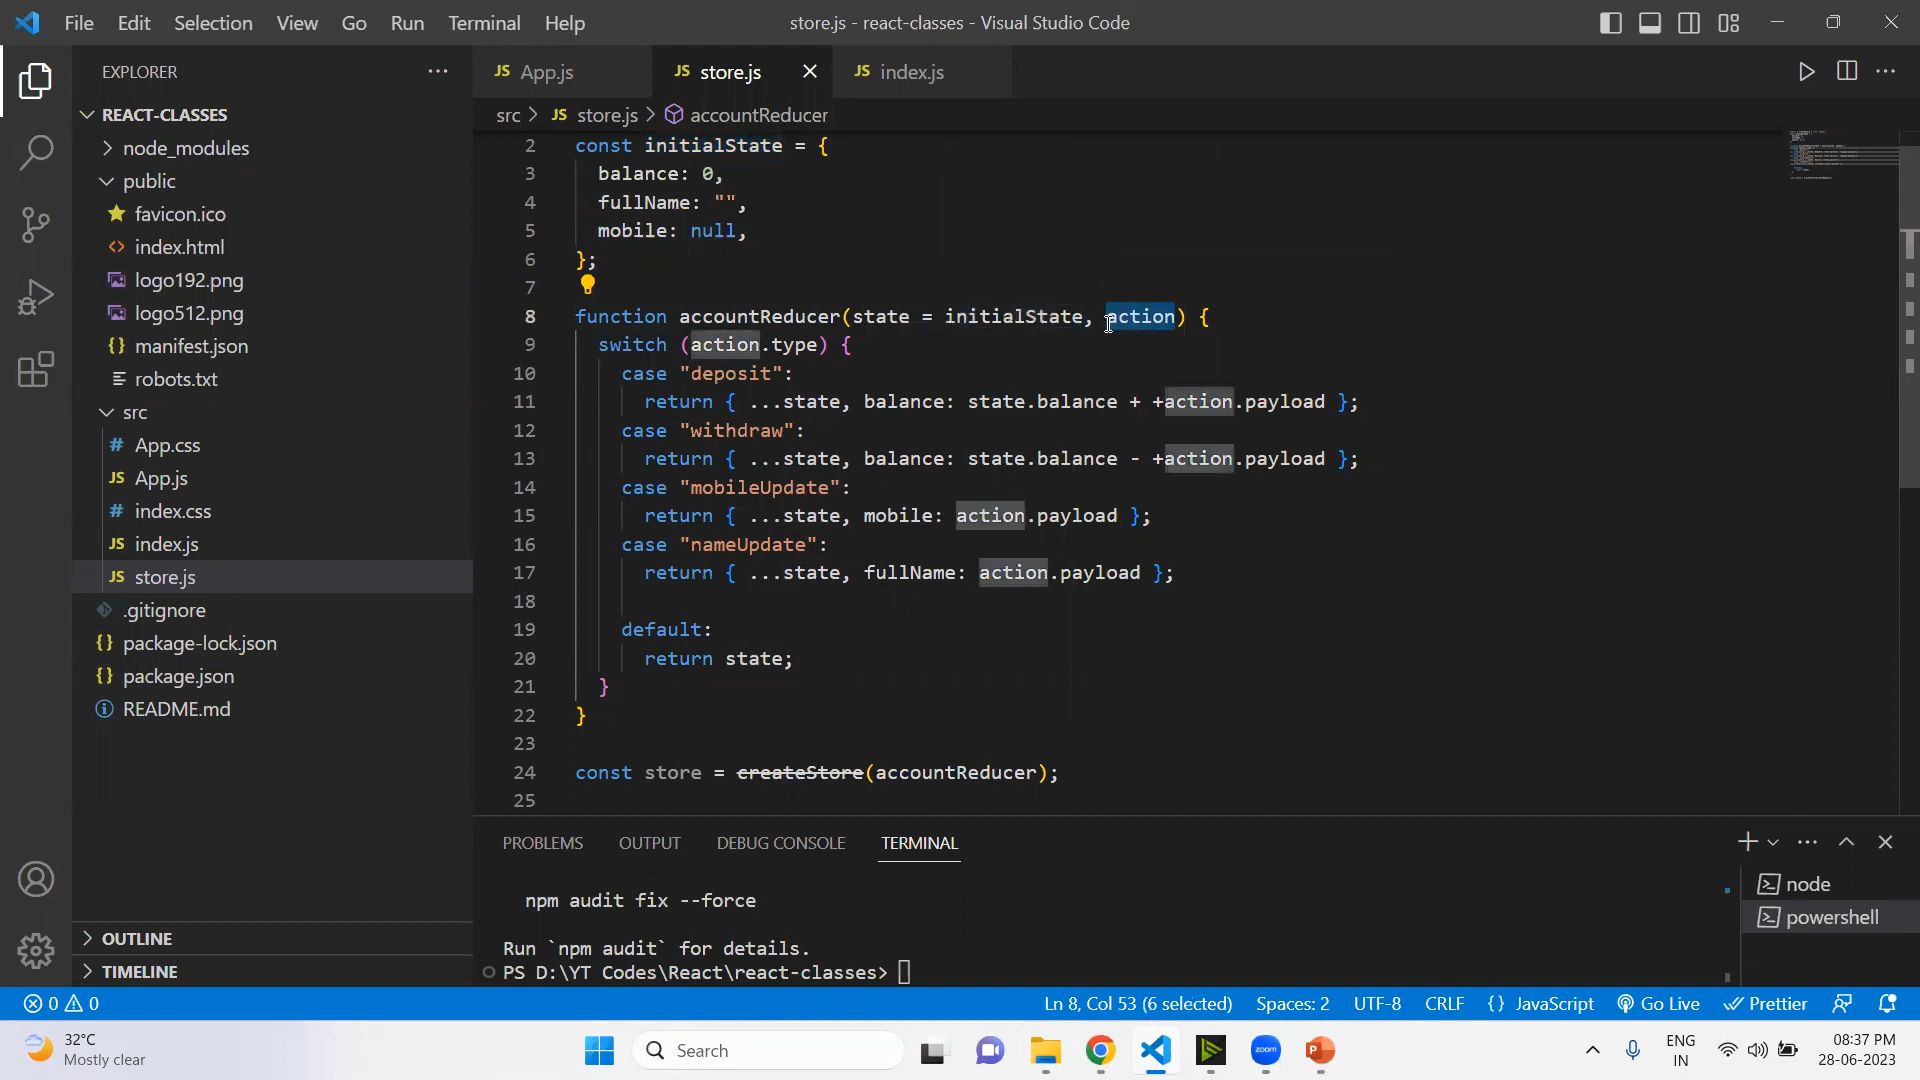 File Edit Selection View Go Run Terminal Help
store.js - react-classes - Visual Studio Code
EXPLORER
REACT-CLASSES
node_modules
public
favicon.ico
index.html
logo192.png
logo512.png
manifest.json
robots.txt
src
App.css
App.js
index.css
index.js
store.js
.gitignore
package-lock.json
package.json
README.md
OUTLINE
TIMELINE
JS App.js JS store.js JS index.js
src > JS store.js > accountReducer
2 const initialState = {
3 balance: 0,
4 fullName: "",
5 mobile: null,
6 };
7
8 function accountReducer(state = initialState, action) {
9 switch (action.type) {
10 case "deposit":
11 return { ...state, balance: state.balance + +action.payload };
12 case "withdraw":
13 return { ...state, balance: state.balance - +action.payload };
14 case "mobileUpdate":
15 return { ...state, mobile: action.payload };
16 case "nameUpdate":
17 return { ...state, fullName: action.payload };
18
19 default:
20 return state;
21 }
22 }
23
24 const store = createStore(accountReducer);
25
PROBLEMS OUTPUT DEBUG CONSOLE TERMINAL
npm audit fix --force
Run `npm audit` for details.
PS D:\YT Codes\React\react-classes>
node
powershell
0 0 Ln 8, Col 53 (6 selected) Spaces: 2 UTF-8 CRLF {} JavaScript Go Live Prettier
32°C
Mostly clear
Search
zoom
ENG
IN
08:37 PM
28-06-2023